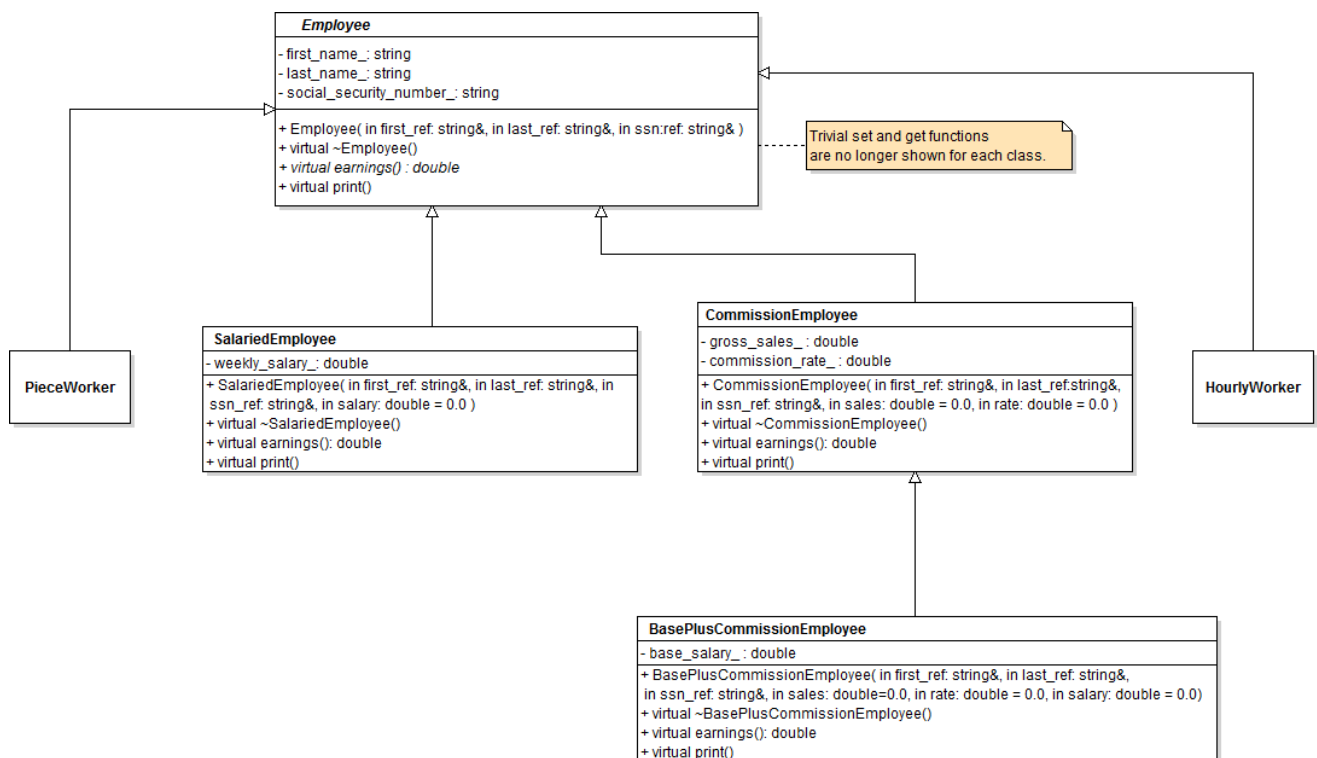 Employee
- first_name_: string
- last_name_: string
- social_security_number_: string
+ Employee( in first_ref: string&, in last_ref: string&, in ssn:ref: string& )
+ virtual ~Employee()
+ virtual earnings() : double
+ virtual print()
Trivial set and get functions
are no longer shown for each class.
PieceWorker
SalariedEmployee
- weekly_salary_: double
+ SalariedEmployee( in first_ref: string&, in last_ref: string&, in
ssn_ref: string&, in salary: double = 0.0 )
+ virtual ~SalariedEmployee()
+ virtual earnings(): double
+ virtual print()
CommissionEmployee
- gross_sales_ : double
- commission_rate_ : double
+ CommissionEmployee( in first_ref: string&, in last_ref:string&,
in ssn_ref: string&, in sales: double = 0.0, in rate: double = 0.0 )
+ virtual ~CommissionEmployee()
+ virtual earnings(): double
+ virtual print()
HourlyWorker
BasePlusCommissionEmployee
- base_salary_ : double
+ BasePlusCommissionEmployee( in first_ref: string&, in last_ref: string&,
in ssn_ref: string&, in sales: double=0.0, in rate: double = 0.0, in salary: double = 0.0)
+ virtual ~BasePlusCommissionEmployee()
+ virtual earnings(): double
+ virtual print()